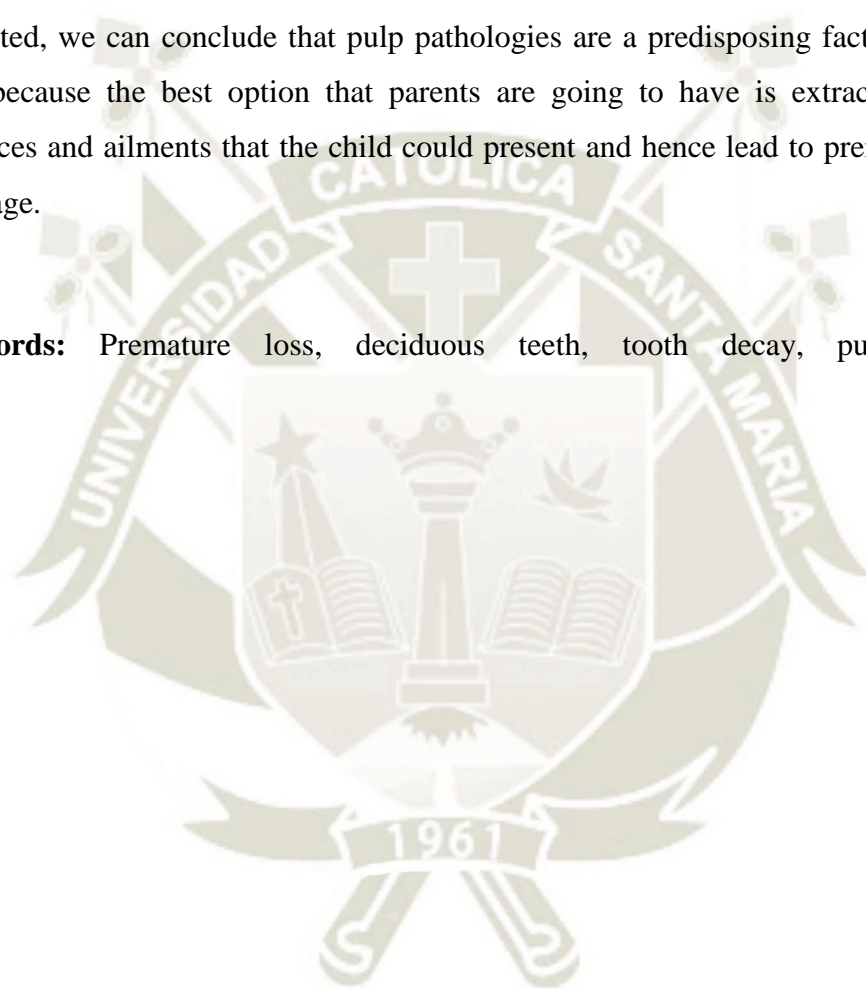 ted, we can conclude that pulp pathologies are a predisposing fact
because the best option that parents are going to have is extrac
ces and ailments that the child could present and hence lead to prer
age.
ords: Premature loss, deciduous teeth, tooth decay, pu
UNIVERSIDAD CATOLICA SANTA MARIA
1961